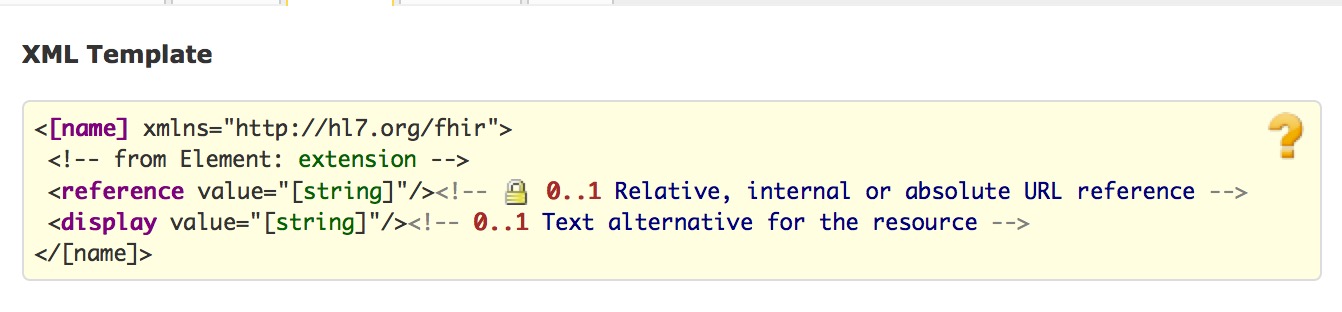 XML Template
<[name] xmlns="http://hl7.org/fhir">
<!-- from Element: extension -->
<reference value="[string]"/><!-- 0..1 Relative, internal or absolute URL reference -->
<display value="[string]"/><!-- 0..1 Text alternative for the resource -->
</[name]>
?